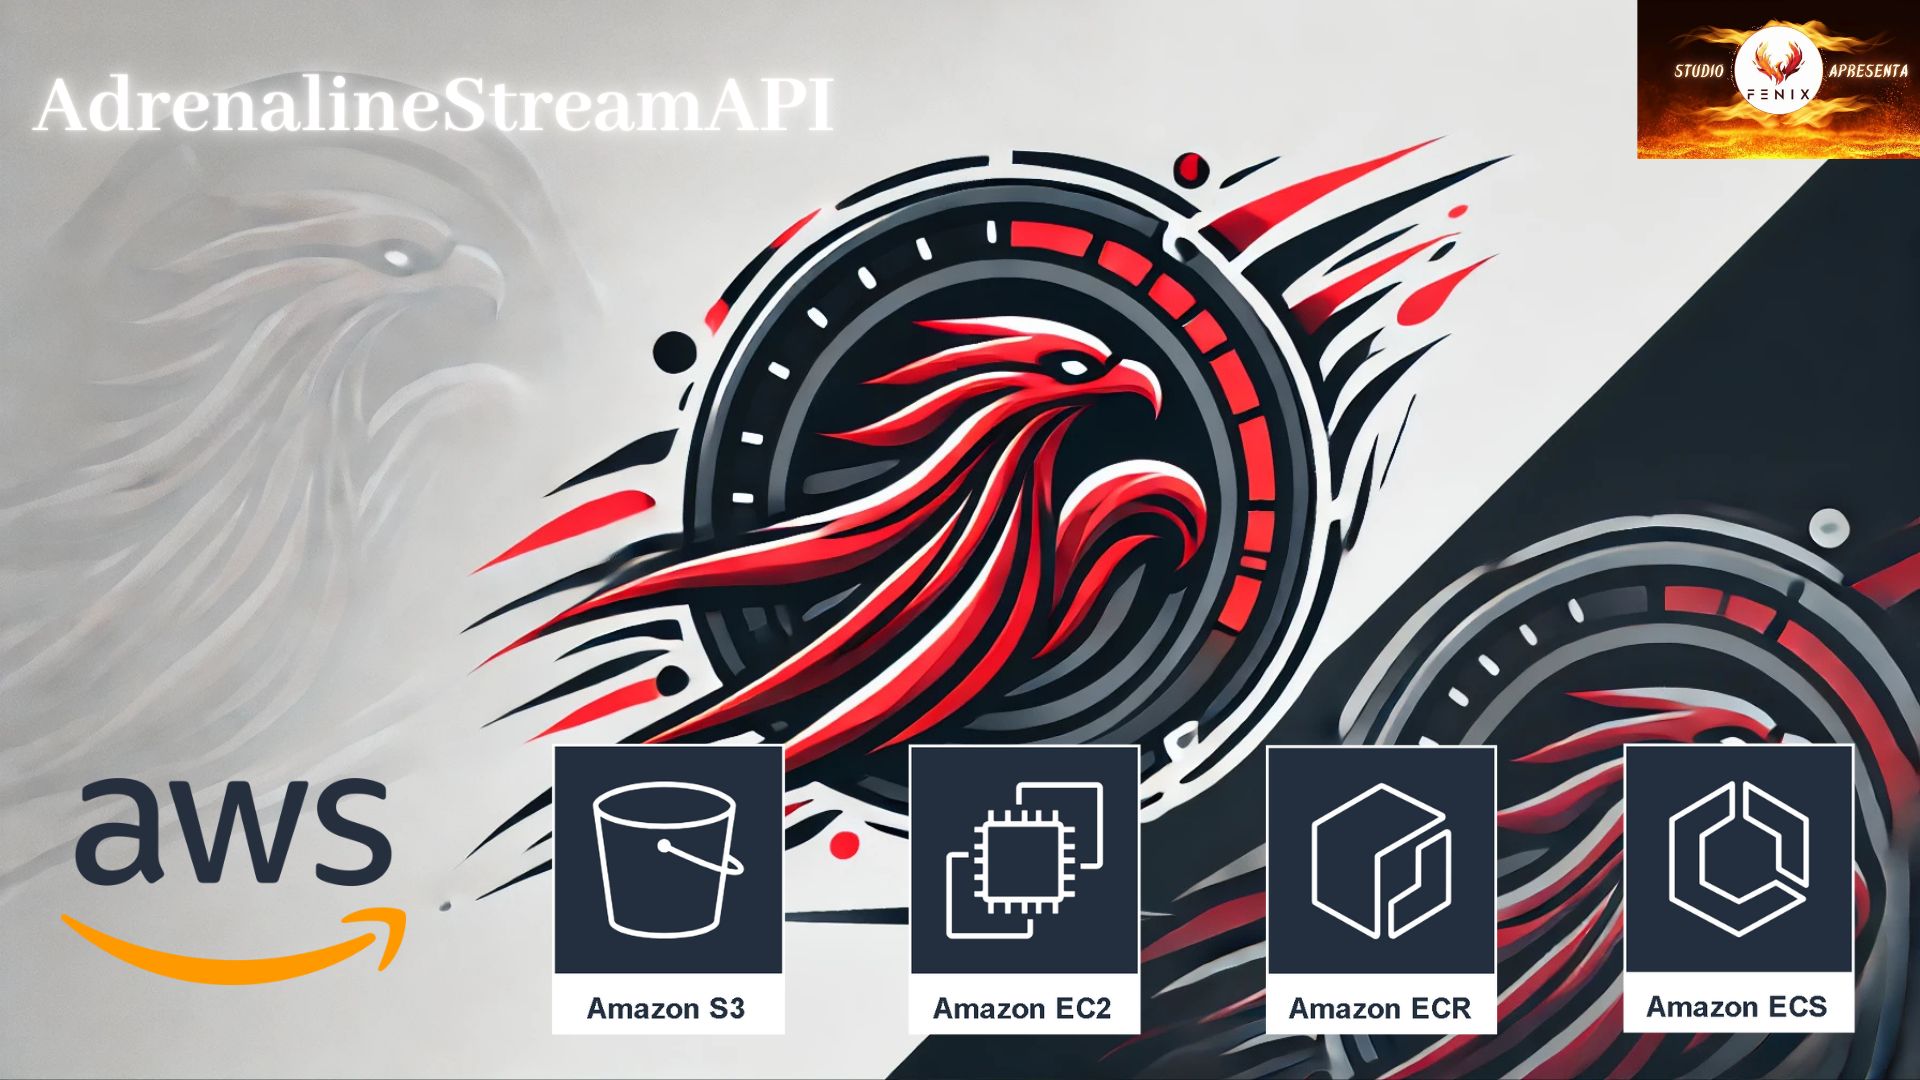 AdrenalineStreamAPI
STUDIO
FENIX
APRESENTA
aws
Amazon S3
Amazon EC2
Amazon ECR
Amazon ECS